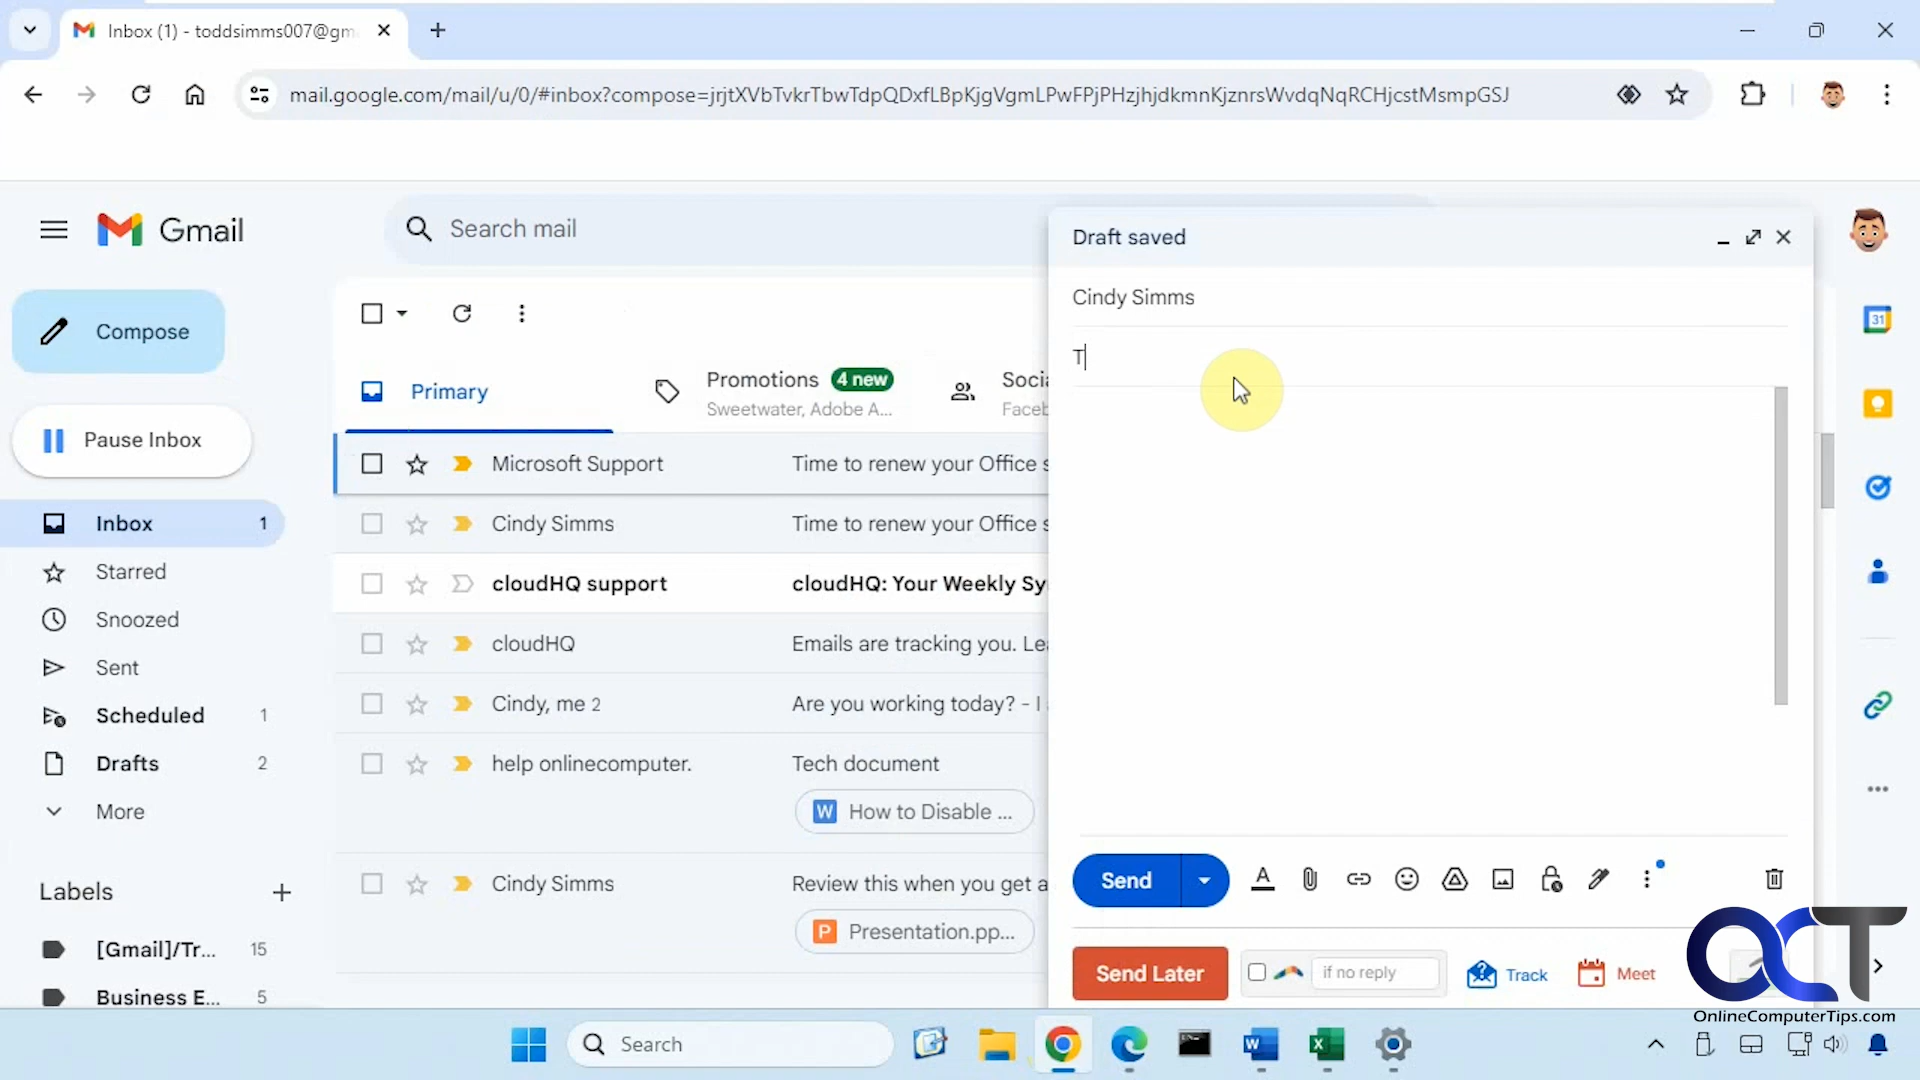 Inbox (1) - toddsimms007@gm
mail.google.com/mail/u/0/#inbox?compose=jrjtXVbTvkrTbwTdpQDxfLBpKjgVgmLPwFPjPHzjhjdkmnKjznrsWvdqNqRCHjcstMsmpGSJ
Gmail
Search mail
Compose
Pause Inbox
Inbox 1
Starred
Snoozed
Sent
Scheduled 1
Drafts 2
More
Labels
[Gmail]/Tr... 15
Business E... 5
Primary
Promotions 4 new
Sweetwater, Adobe A...
Soci
Faceb
Microsoft Support Time to renew your Office s
Cindy Simms Time to renew your Office s
cloudHQ support cloudHQ: Your Weekly Sy
cloudHQ Emails are tracking you. Le
Cindy, me 2 Are you working today? - I
help onlinecomputer. Tech document
W How to Disable ...
Cindy Simms Review this when you get a
P Presentation.pp...
Draft saved
Cindy Simms
T
Send
Send Later
if no reply
Track
Meet
31
OCT
OnlineComputerTips.com
Search